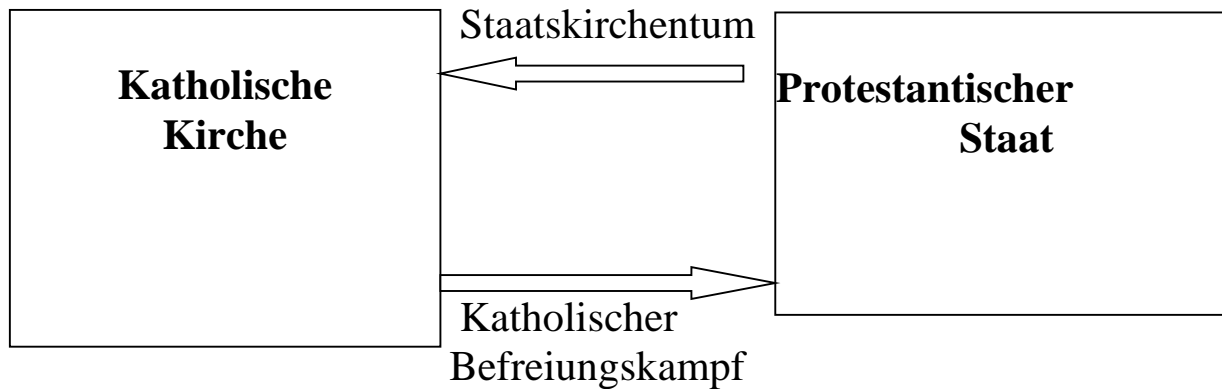 Staatskirchentum
Katholische
Kirche
Protestantischer
Staat
Katholischer
Befreiungskampf